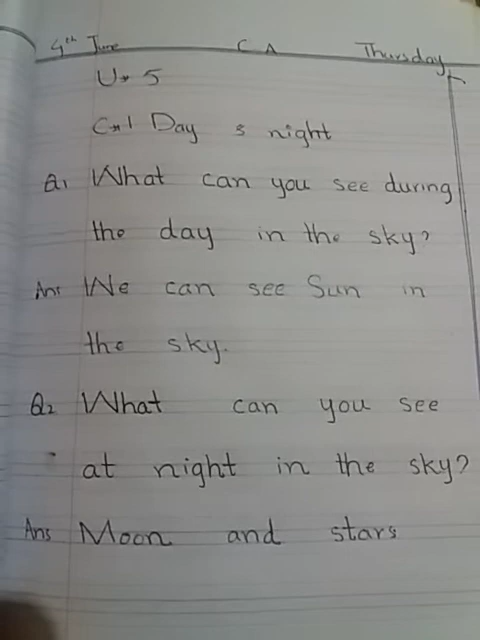 4th June C A Thursday
U * 5
C * 1 Day & night
Q1 What can you see during
the day in the sky?
Ans We can see Sun in
the sky.
Q2 What can you see
at night in the sky?
Ans Moon and stars